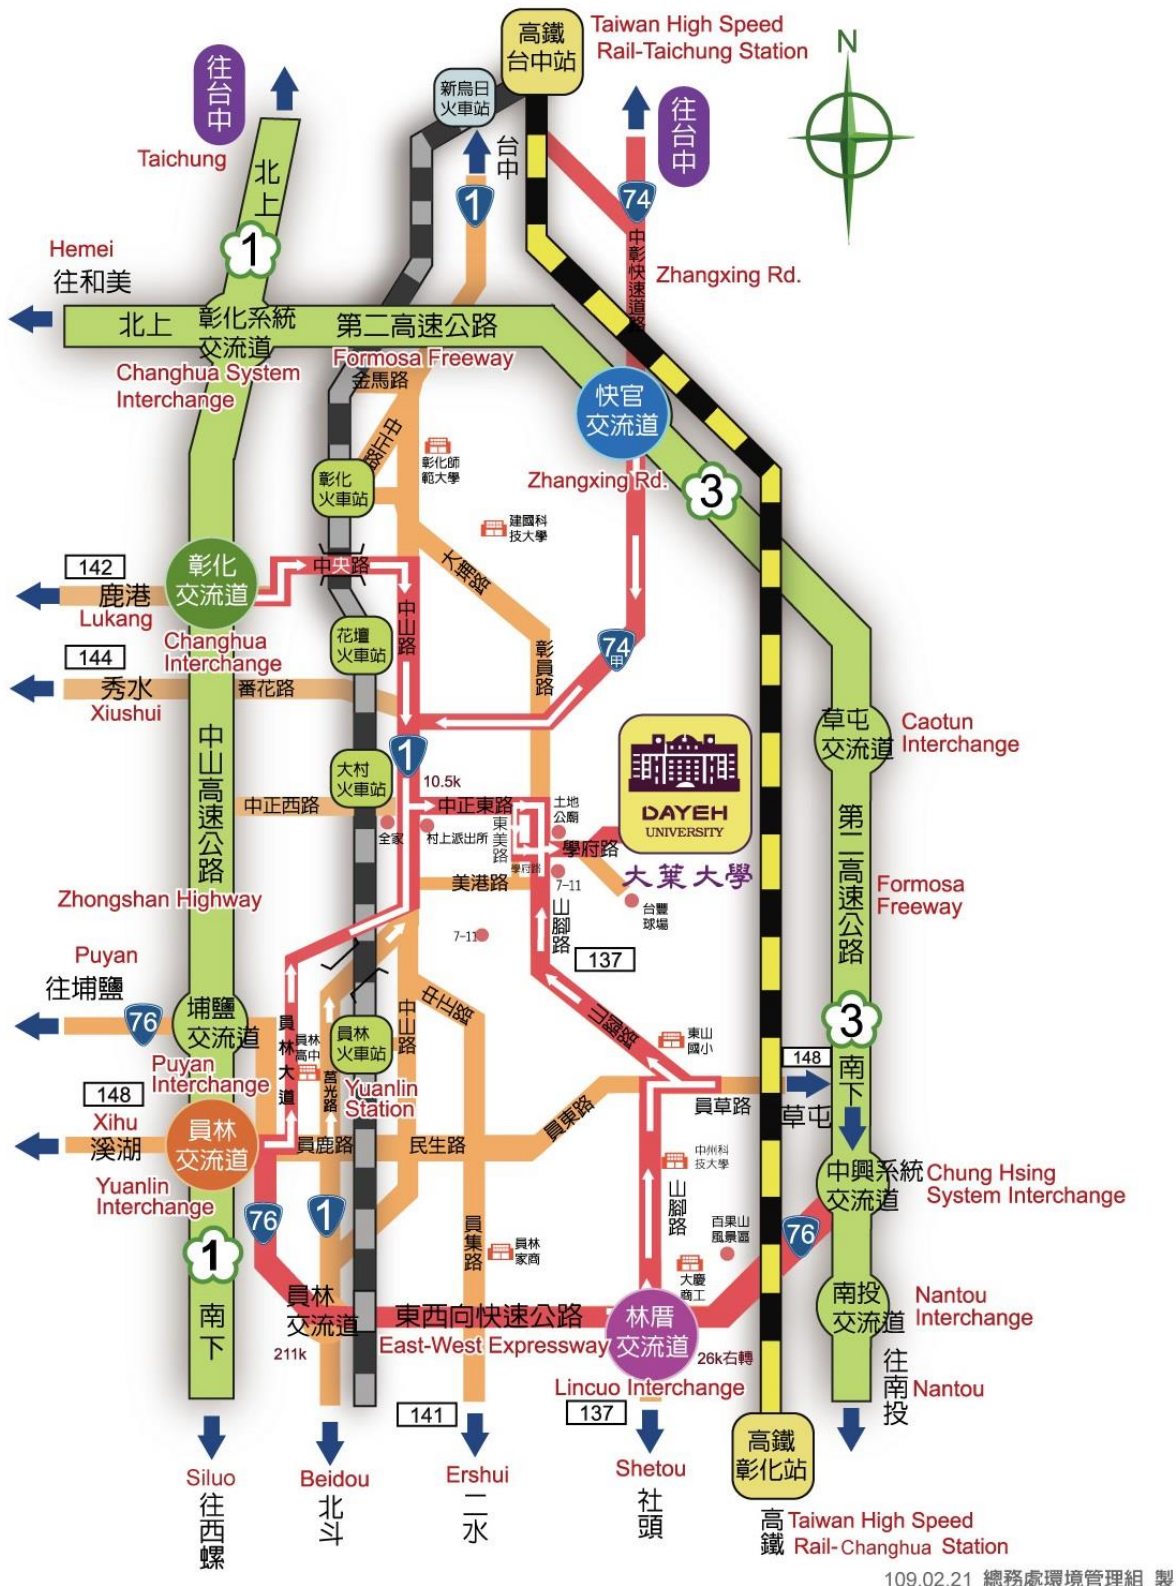 高鐵
台中站
Taiwan High Speed
Rail-Taichung Station
N
往台中
Taichung
新烏日
火車站
台中
往台中
北上
1
74
1
中彰快速道路
Zhangxing Rd.
Hemei
往和美
北上
彰化系統
交流道
第二高速公路
Changhua System
Interchange
Formosa Freeway
金馬路
中正路
快官
交流道
Zhangxing Rd.
3
彰化師
範大學
彰化
火車站
建國科
技大學
大埔路
142
鹿港
Lukang
彰化
交流道
Changhua
Interchange
中央路
中山路
花壇
火車站
彰員路
74
甲
144
秀水
Xiushui
番花路
中山高速公路
1
10.5k
大村
火車站
中正西路
中正東路
全家
村上派出所
東美路
土地
公廟
學府路
學府路
DAYEH
UNIVERSITY
大葉大學
草屯
交流道
Caotun
Interchange
第二高速公路
Formosa
Freeway
美港路
7-11
7-11
台豐
球場
山腳路
137
Zhongshan Highway
Puyan
往埔鹽
76
埔鹽
交流道
Puyan
Interchange
員林大道
員林
高中
莒光路
員林
火車站
Yuanlin
Station
中山路
中正路
山腳路
東山
國小
148
3
南下
草屯
員草路
員東路
148
Xihu
溪湖
員林
交流道
Yuanlin
Interchange
員鹿路
民生路
中州科
技大學
山腳路
中興系統
交流道
Chung Hsing
System Interchange
76
1
員集路
員林
家商
百果山
風景區
大慶
商工
76
1
南下
員林
交流道
211k
東西向快速公路
East-West Expressway
林厝
交流道
26k右轉
Lincuo Interchange
南投
交流道
Nantou
Interchange
往南投
Nantou
141
137
高鐵
彰化站
Siluo
往西螺
Beidou
北斗
Ershui
二水
Shetou
社頭
高鐵
Taiwan High Speed
Rail-Changhua Station
109.02.21 總務處環境管理組 製